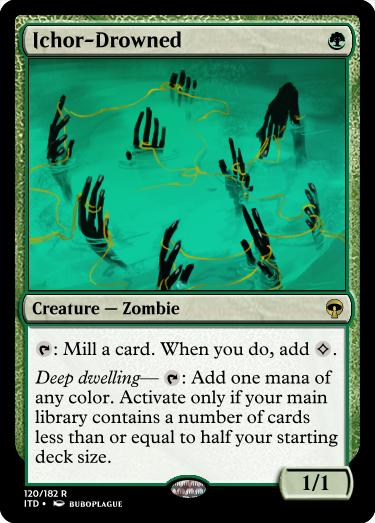 Ichor-Drowned
Creature — Zombie
: Mill a card. When you do, add .
Deep dwelling— : Add one mana of
any color. Activate only if your main
library contains a number of cards
less than or equal to half your starting
deck size.
1/1
120/182 R
ITD • BUBOPLAGUE